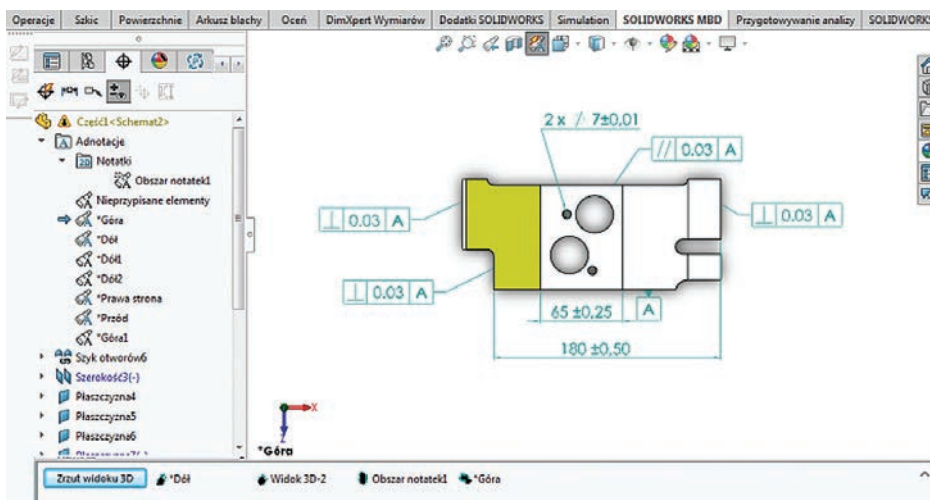 Operacje Szkic Powierzchnie Arkusz blachy Oceń DimXpert Wymiarów Dodatki SOLIDWORKS Simulation SOLIDWORKS MBD Przygotowywanie analizy SOLIDWORKS
Część1<Schemat2>
Adnotacje
Notatki
Obszar notatek1
Nieprzypisane elementy
*Góra
*Dół
*Dół1
*Dół2
*Prawa strona
*Przód
*Góra1
Szyk otworów6
Szerokość3(-)
Płaszczyzna4
Płaszczyzna5
Płaszczyzna6
Płaszczyzna7(-)
2 x 7±0,01
// 0.03 A
⊥ 0.03 A
⊥ 0.03 A
⊥ 0.03 A
65 ±0,25 A
180 ±0,50
X
Z
*Góra
Zrzut widoku 3D *Dół Widok 3D-2 Obszar notatek1 *Góra